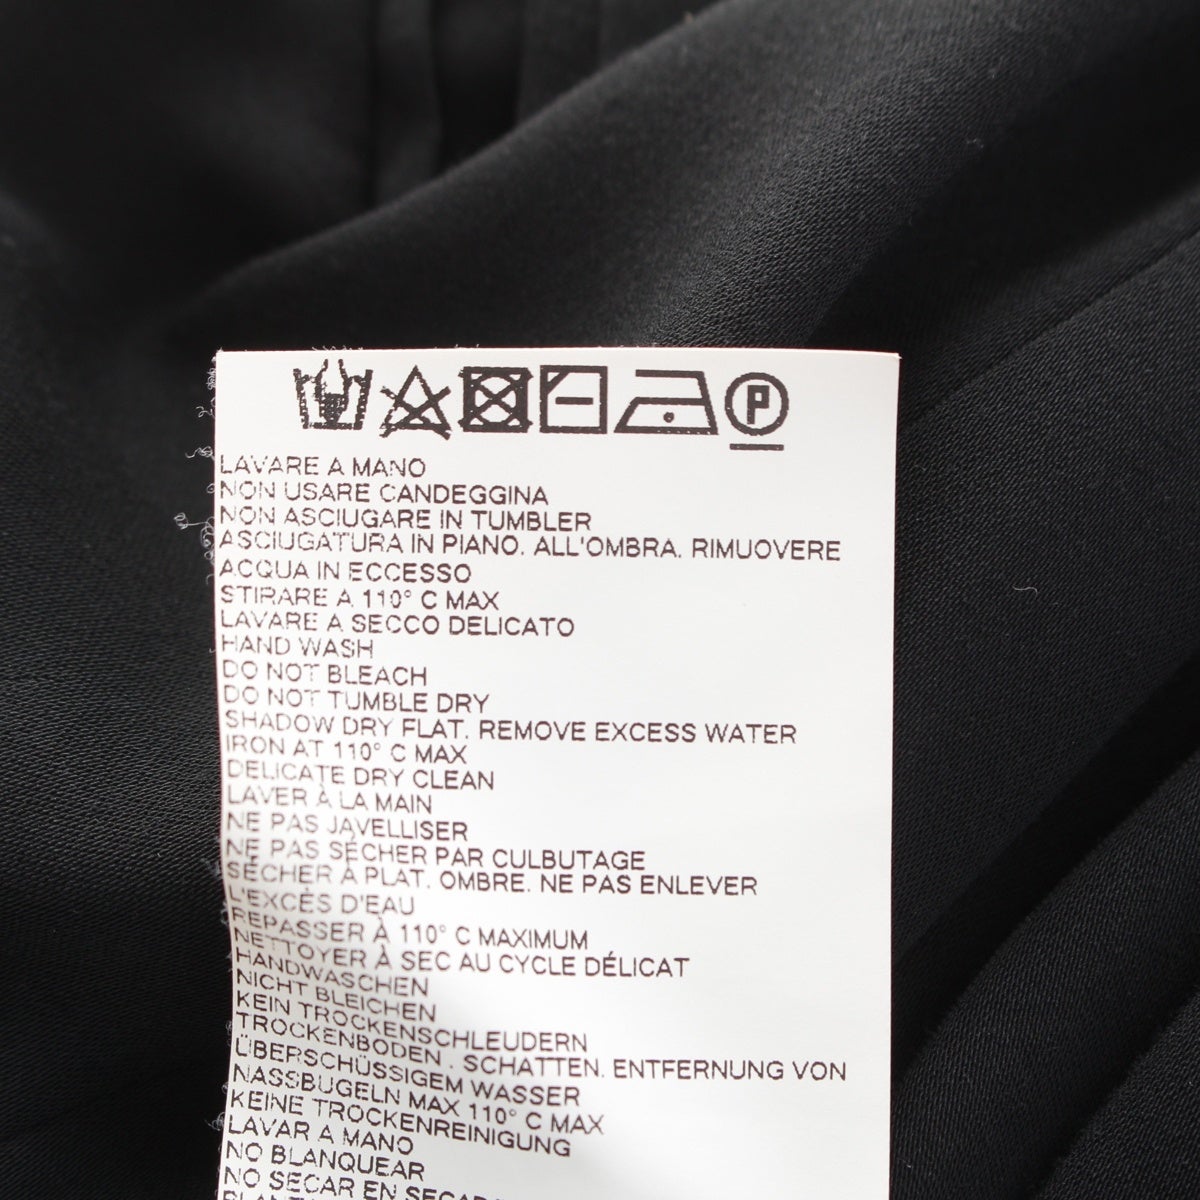 P
LAVARE A MANO
NON USARE CANDEGGINA
NON ASCIUGARE IN TUMBLER
ASCIUGATURA IN PIANO. ALL'OMBRA. RIMUOVERE
ACQUA IN ECCESSO
STIRARE A 110° C MAX
LAVARE A SECCO DELICATO
HAND WASH
DO NOT BLEACH
DO NOT TUMBLE DRY
SHADOW DRY FLAT. REMOVE EXCESS WATER
IRON AT 110° C MAX
DELICATE DRY CLEAN
LAVER À LA MAIN
NE PAS JAVELLISER
NE PAS SÉCHER PAR CULBUTAGE
SÉCHER À PLAT. OMBRE. NE PAS ENLEVER
L'EXCÈS D'EAU
REPASSER À 110° C MAXIMUM
NETTOYER À SEC AU CYCLE DÉLICAT
HANDWASCHEN
NICHT BLEICHEN
KEIN TROCKENSCHLEUDERN
TROCKENBODEN . SCHATTEN. ENTFERNUNG VON
ÜBERSCHÜSSIGEM WASSER
NASSBUGELN MAX 110° C MAX
KEINE TROCKENREINIGUNG
LAVAR A MANO
NO BLANQUEAR
NO SECAR EN SECAD